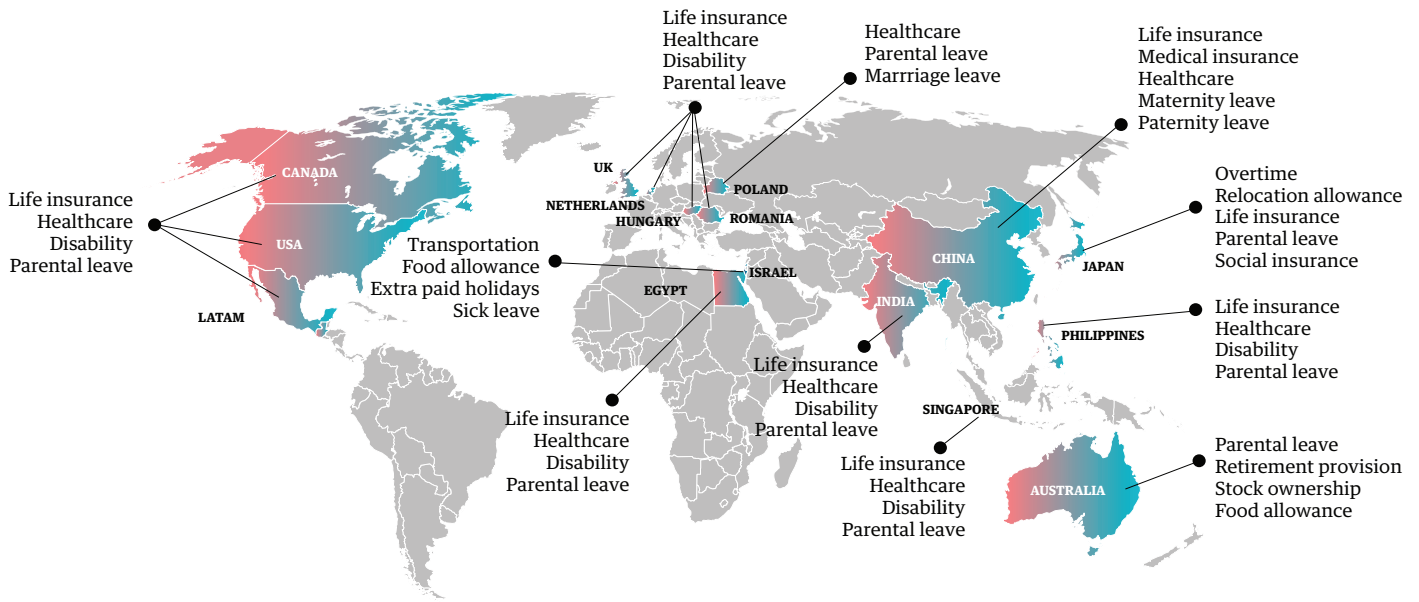 Life insurance
Healthcare
Disability
Parental leave
Healthcare
Parental leave
Marrriage leave
Life insurance
Medical insurance
Healthcare
Maternity leave
Paternity leave
UK
CANADA
POLAND
NETHERLANDS
HUNGARY
ROMANIA
Overtime
Relocation allowance
Life insurance
Parental leave
Social insurance
Life insurance
Healthcare
Disability
Parental leave
USA
Transportation
Food allowance
Extra paid holidays
Sick leave
ISRAEL
EGYPT
CHINA
JAPAN
INDIA
LATAM
PHILIPPINES
Life insurance
Healthcare
Disability
Parental leave
Life insurance
Healthcare
Disability
Parental leave
Life insurance
Healthcare
Disability
Parental leave
SINGAPORE
Life insurance
Healthcare
Disability
Parental leave
AUSTRALIA
Parental leave
Retirement provision
Stock ownership
Food allowance